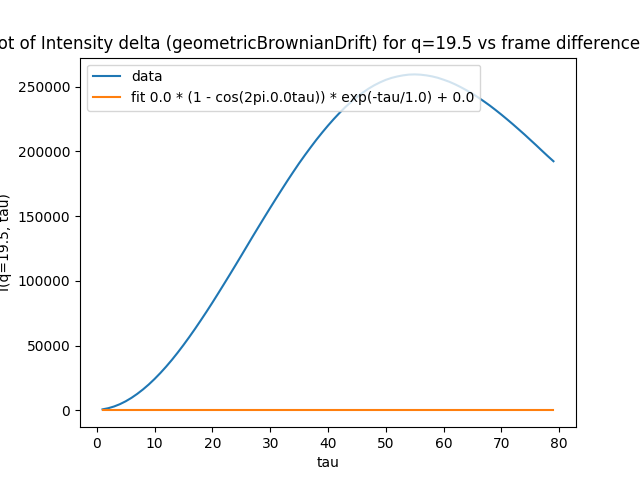 ot of Intensity delta (geometricBrownianDrift) for q=19.5 vs frame difference
data
fit 0.0 * (1 - cos(2pi.0.0tau)) * exp(-tau/1.0) + 0.0
250000
200000
150000
100000
50000
0
I(q=19.5, tau)
0 10 20 30 40 50 60 70 80
tau